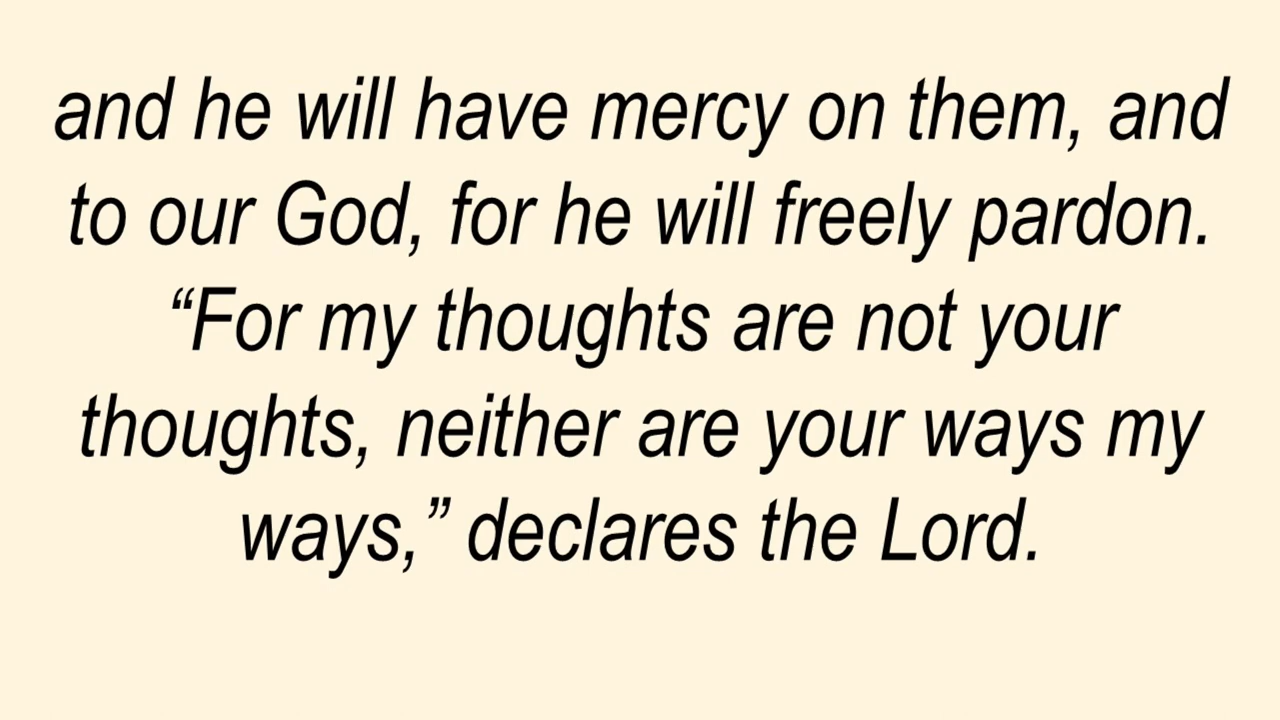 and he will have mercy on them, and
to our God, for he will freely pardon.
“For my thoughts are not your
thoughts, neither are your ways my
ways,” declares the Lord.